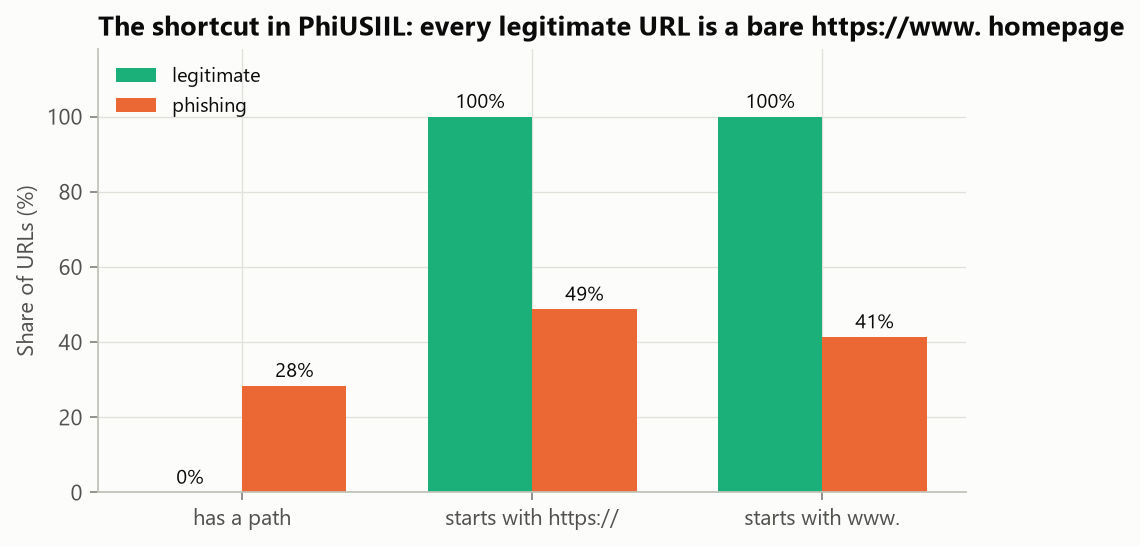 The shortcut in PhiUSIIL: every legitimate URL is a bare https://www. homepage
legitimate
phishing
Share of URLs (%)
100
80
60
40
20
0
0%
28%
100%
49%
100%
41%
has a path
starts with https://
starts with www.